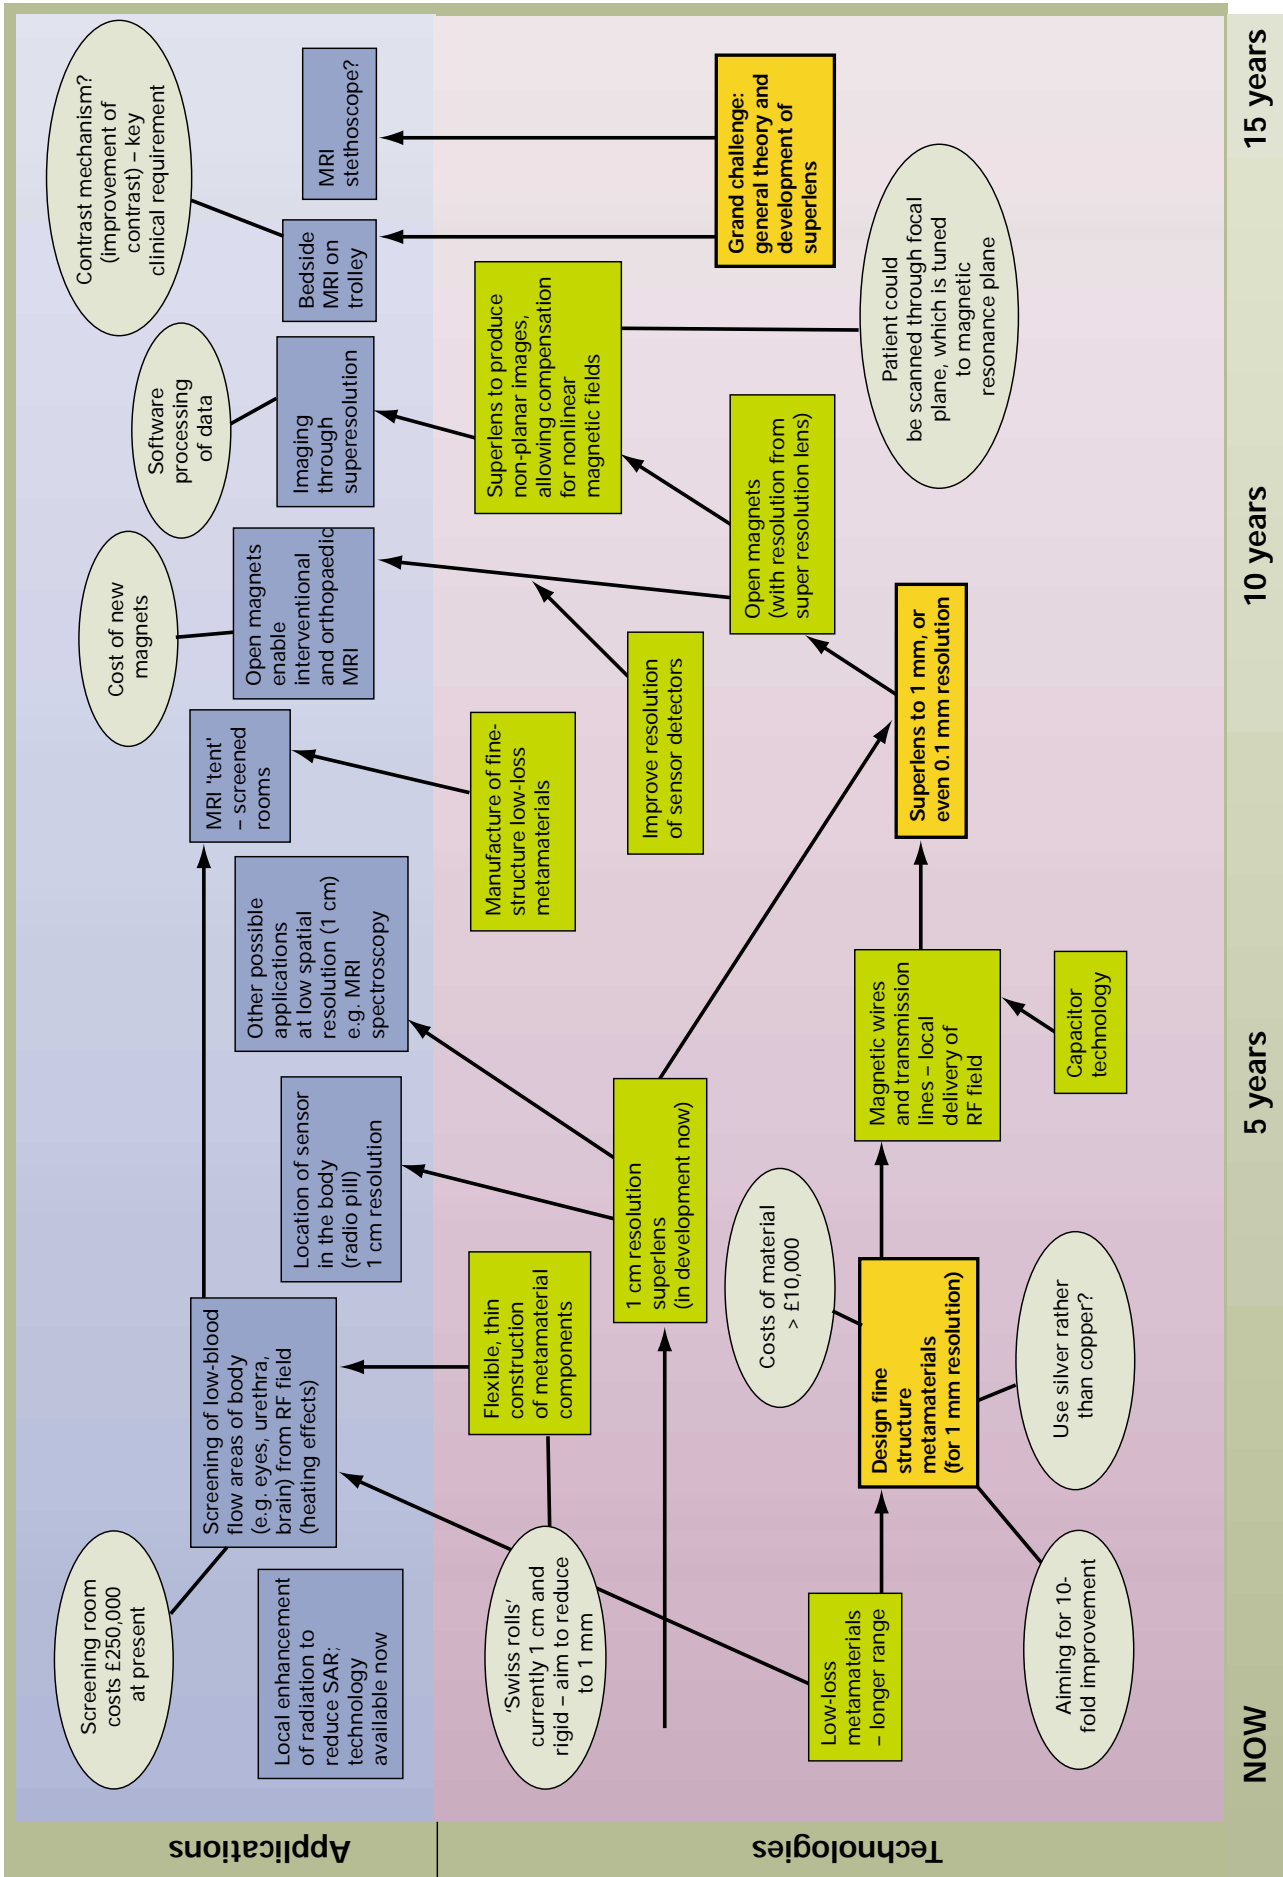 Applications
Screening room
costs £250,000
at present
Local enhancement
of radiation to
reduce SAR;
technology
available now
Screening of low-blood
flow areas of body
(e.g. eyes, urethra,
brain) from RF field
(heating effects)
Location of sensor
in the body
(radio pill)
1 cm resolution
Other possible
applications
at low spatial
resolution (1 cm)
e.g. MRI
spectroscopy
MRI 'tent'
– screened
rooms
Cost of new
magnets
Open magnets
enable
interventional
and orthopaedic
MRI
Software
processing
of data
Imaging
through
superesolution
Contrast mechanism?
(improvement of
contrast) – key
clinical requirement
Bedside
MRI on
trolley
MRI
stethoscope?
Technologies
'Swiss rolls'
currently 1 cm and
rigid – aim to reduce
to 1 mm
Flexible, thin
construction
of metamaterial
components
Manufacture of fine-
structure low-loss
metamaterials
Superlens to produce
non-planar images,
allowing compensation
for nonlinear
magnetic fields
1 cm resolution
superlens
(in development now)
Improve resolution
of sensor detectors
Open magnets
(with resolution from
super resolution lens)
Grand challenge:
general theory and
development of
superlens
Low-loss
metamaterials
– longer range
Costs of material
> £10,000
Design fine
structure
metamaterials
(for 1 mm resolution)
Magnetic wires
and transmission
lines – local
delivery of
RF field
Superlens to 1 mm, or
even 0.1 mm resolution
Patient could
be scanned through focal
plane, which is tuned
to magnetic
resonance plane
Aiming for 10-
fold improvement
Use silver rather
than copper?
Capacitor
technology
NOW
5 years
10 years
15 years